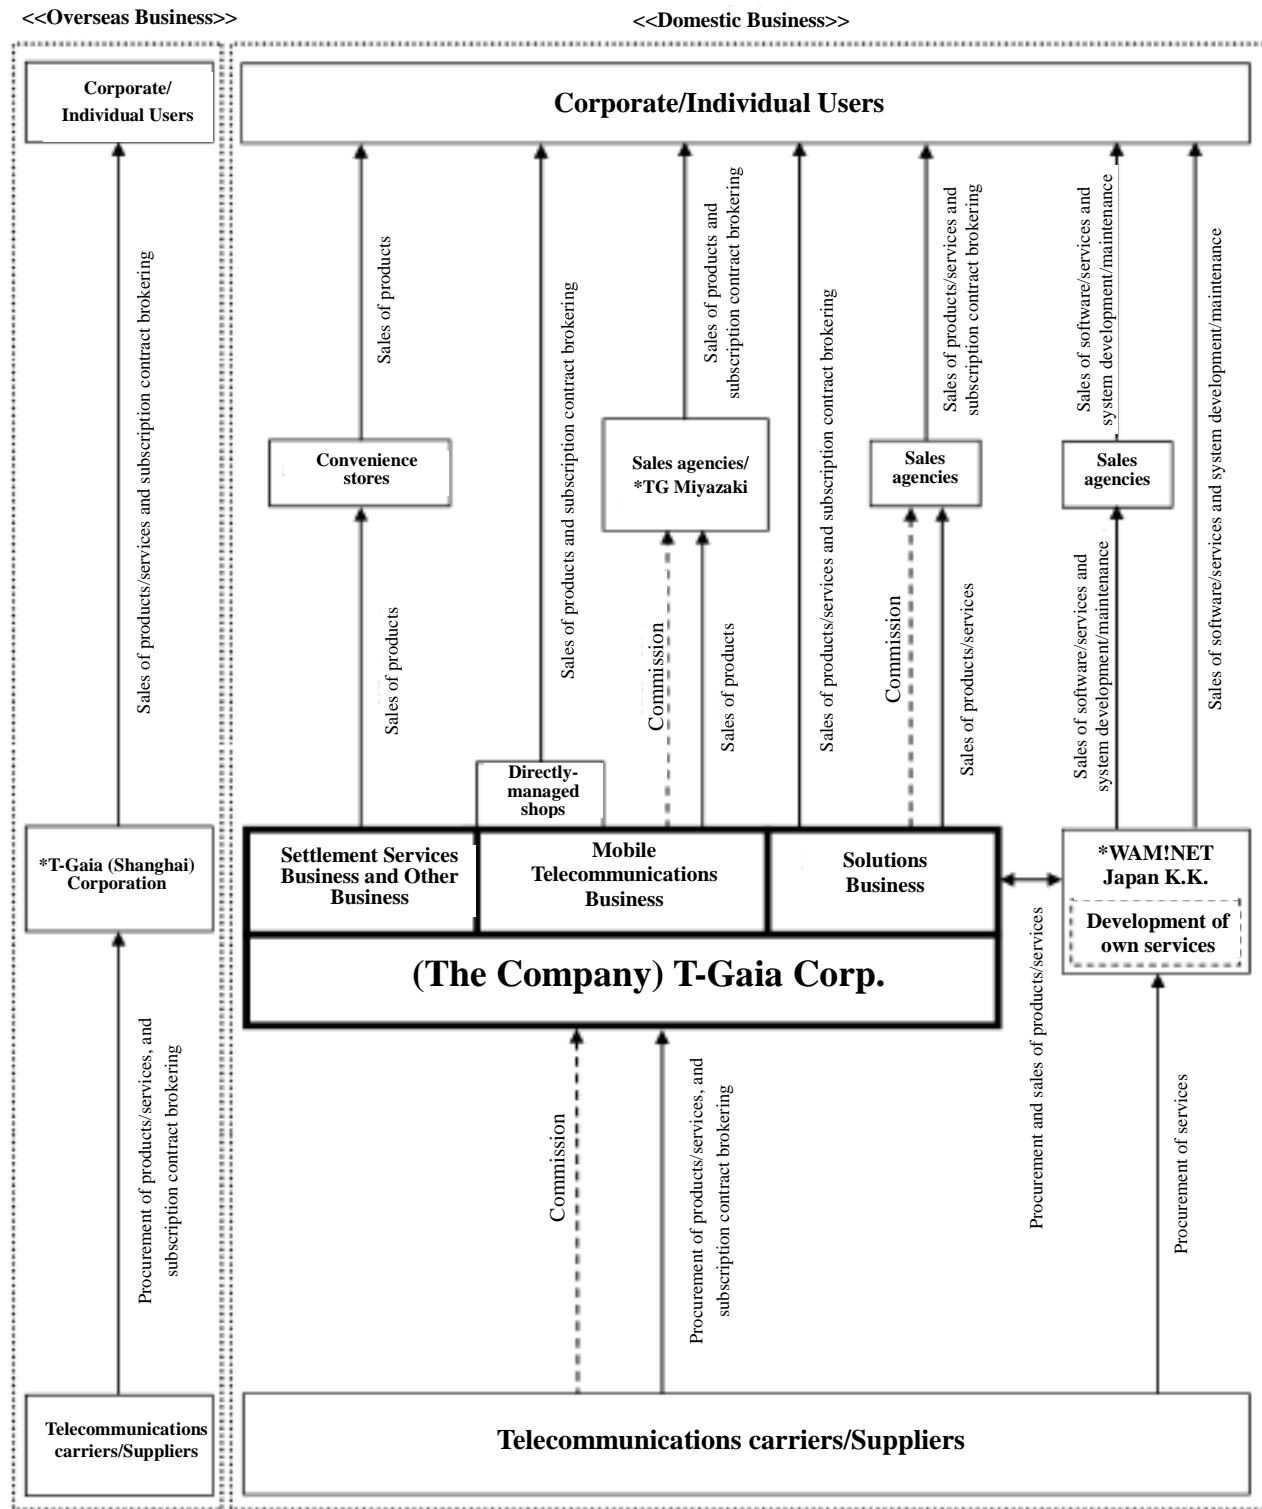 <<Overseas Business>>
<<Domestic Business>>
Corporate/
Individual Users
Corporate/Individual Users
Sales of products/services and subscription contract brokering
Sales of products
Sales of products and subscription contract brokering
Sales of products and
subscription contract brokering
Sales of products/services and subscription contract brokering
Sales of products/services and
subscription contract brokering
Sales of software/services and
system development/maintenance
Sales of software/services and system development/maintenance
Convenience
stores
Sales agencies/
*TG Miyazaki
Sales
agencies
Sales
agencies
Sales of products
Commission
Sales of products
Commission
Sales of products/services
Sales of software/services and
system development/maintenance
Directly-
managed
shops
*T-Gaia (Shanghai)
Corporation
Settlement Services
Business and Other
Business
Mobile
Telecommunications
Business
Solutions
Business
*WAM!NET
Japan K.K.
Development of
own services
(The Company) T-Gaia Corp.
Procurement of products/services, and
subscription contract brokering
Commission
Procurement of products/services, and
subscription contract brokering
Procurement and sales of products/services
Procurement of services
Telecommunications
carriers/Suppliers
Telecommunications carriers/Suppliers